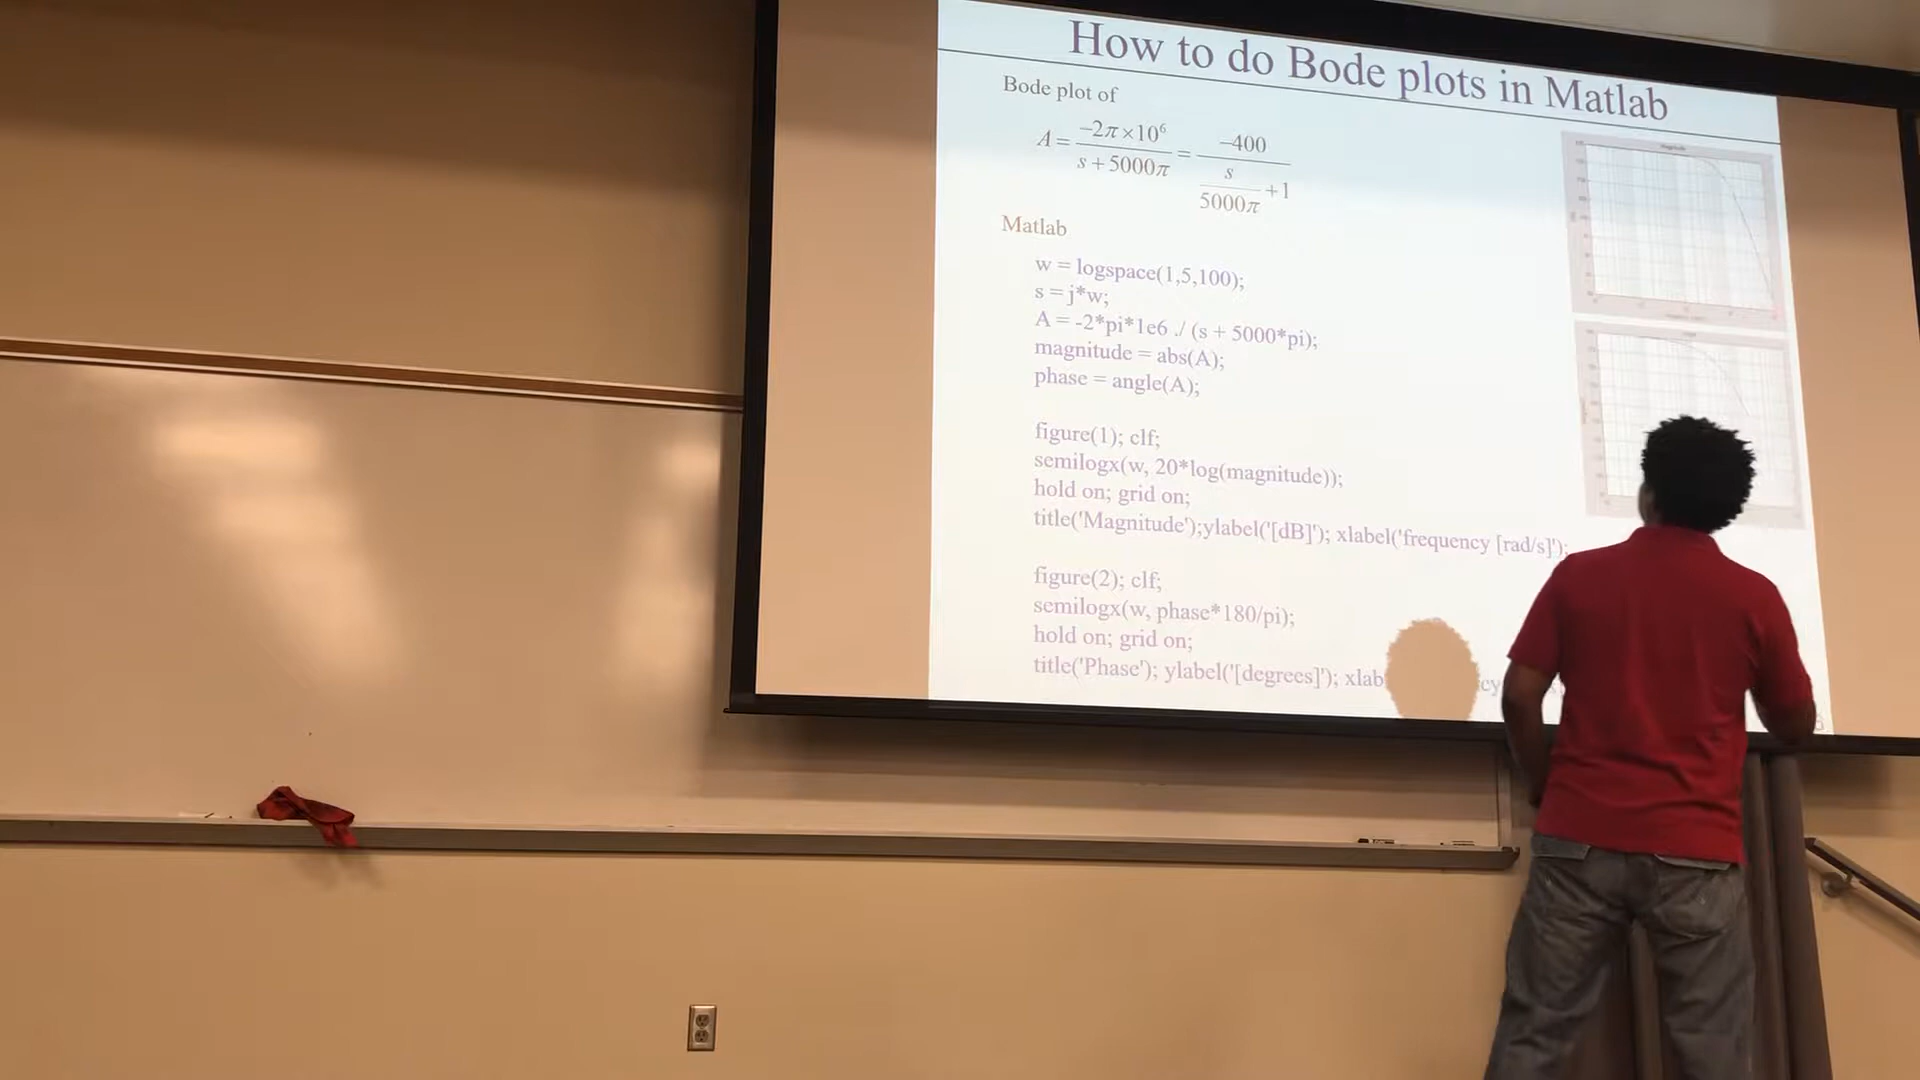 How to do Bode plots in Matlab
Bode plot of
A = −2π×10⁶ / (s + 5000π) = −400 / (s / 5000π + 1)
Matlab
w = logspace(1,5,100);
s = j*w;
A = -2*pi*1e6 ./ (s + 5000*pi);
magnitude = abs(A);
phase = angle(A);
figure(1); clf;
semilogx(w, 20*log(magnitude));
hold on; grid on;
title('Magnitude');ylabel('[dB]'); xlabel('frequency [rad/s]');
figure(2); clf;
semilogx(w, phase*180/pi);
hold on; grid on;
title('Phase'); ylabel('[degrees]'); xlab